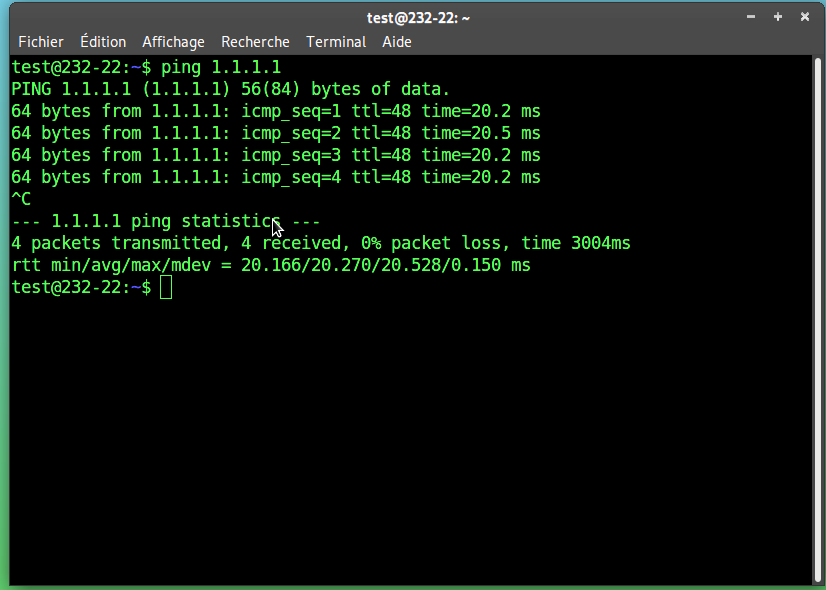 test@232-22: ~
Fichier Édition Affichage Recherche Terminal Aide
test@232-22:~$ ping 1.1.1.1
PING 1.1.1.1 (1.1.1.1) 56(84) bytes of data.
64 bytes from 1.1.1.1: icmp_seq=1 ttl=48 time=20.2 ms
64 bytes from 1.1.1.1: icmp_seq=2 ttl=48 time=20.5 ms
64 bytes from 1.1.1.1: icmp_seq=3 ttl=48 time=20.2 ms
64 bytes from 1.1.1.1: icmp_seq=4 ttl=48 time=20.2 ms
^C
--- 1.1.1.1 ping statistics ---
4 packets transmitted, 4 received, 0% packet loss, time 3004ms
rtt min/avg/max/mdev = 20.166/20.270/20.528/0.150 ms
test@232-22:~$